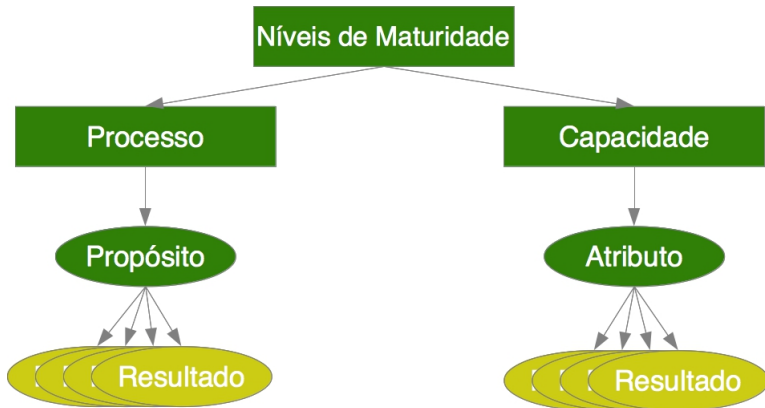 Níveis de Maturidade
Processo
Capacidade
Propósito
Atributo
Resultado
Resultado